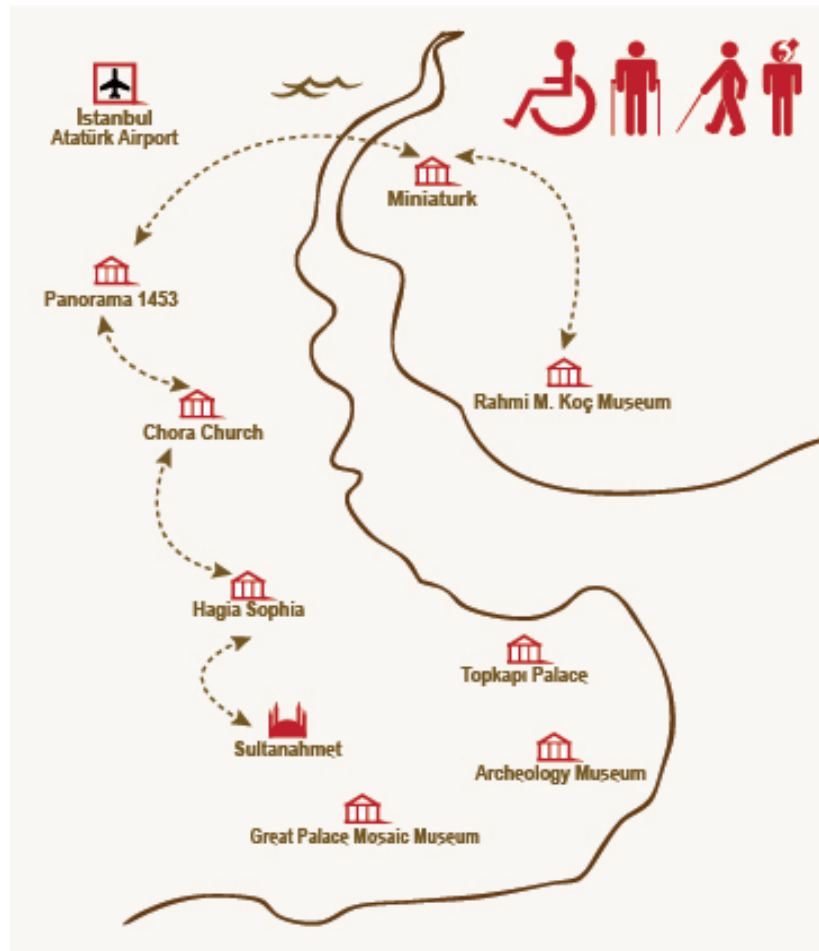 İstanbul
Atatürk Airport
Miniaturk
Panorama 1453
Rahmi M. Koç Museum
Chora Church
Hagia Sophia
Topkapı Palace
Sultanahmet
Archeology Museum
Great Palace Mosaic Museum